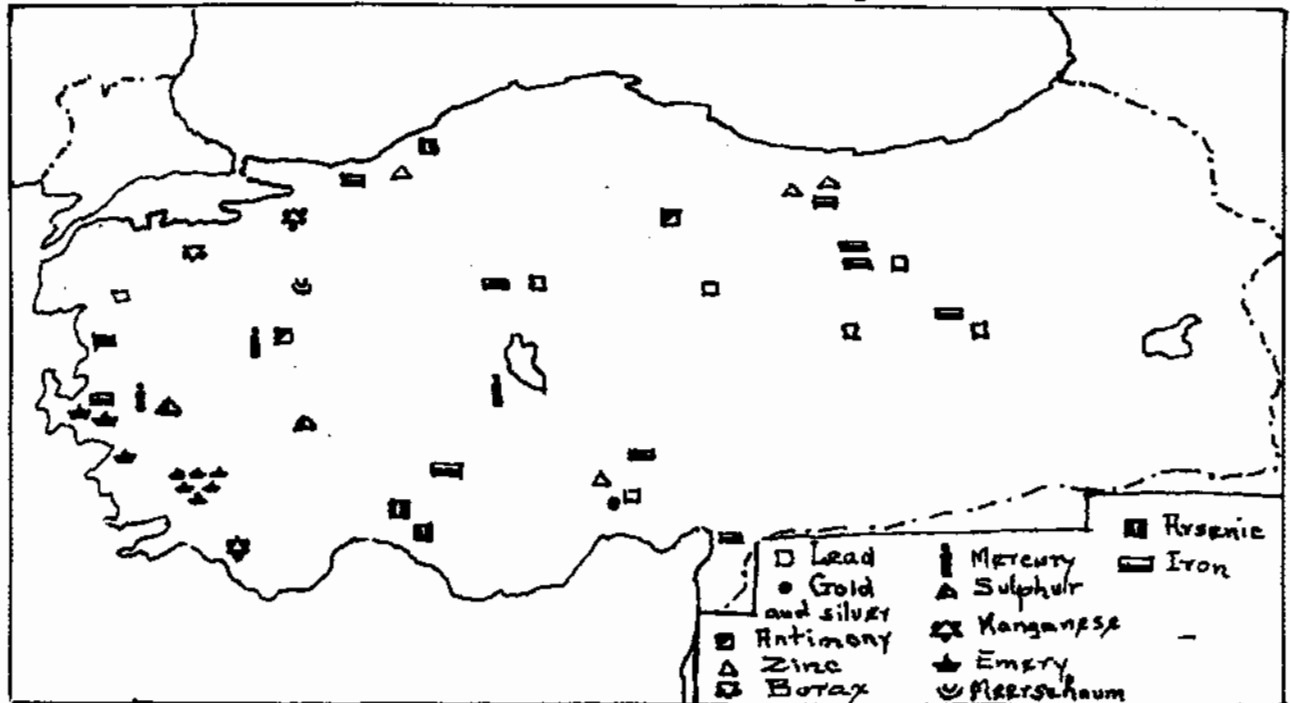 Lead
Gold
and silver
Antimony
Zinc
Borax
Mercury
Sulphur
Manganese
Emery
Meerschaum
Arsenic
Iron